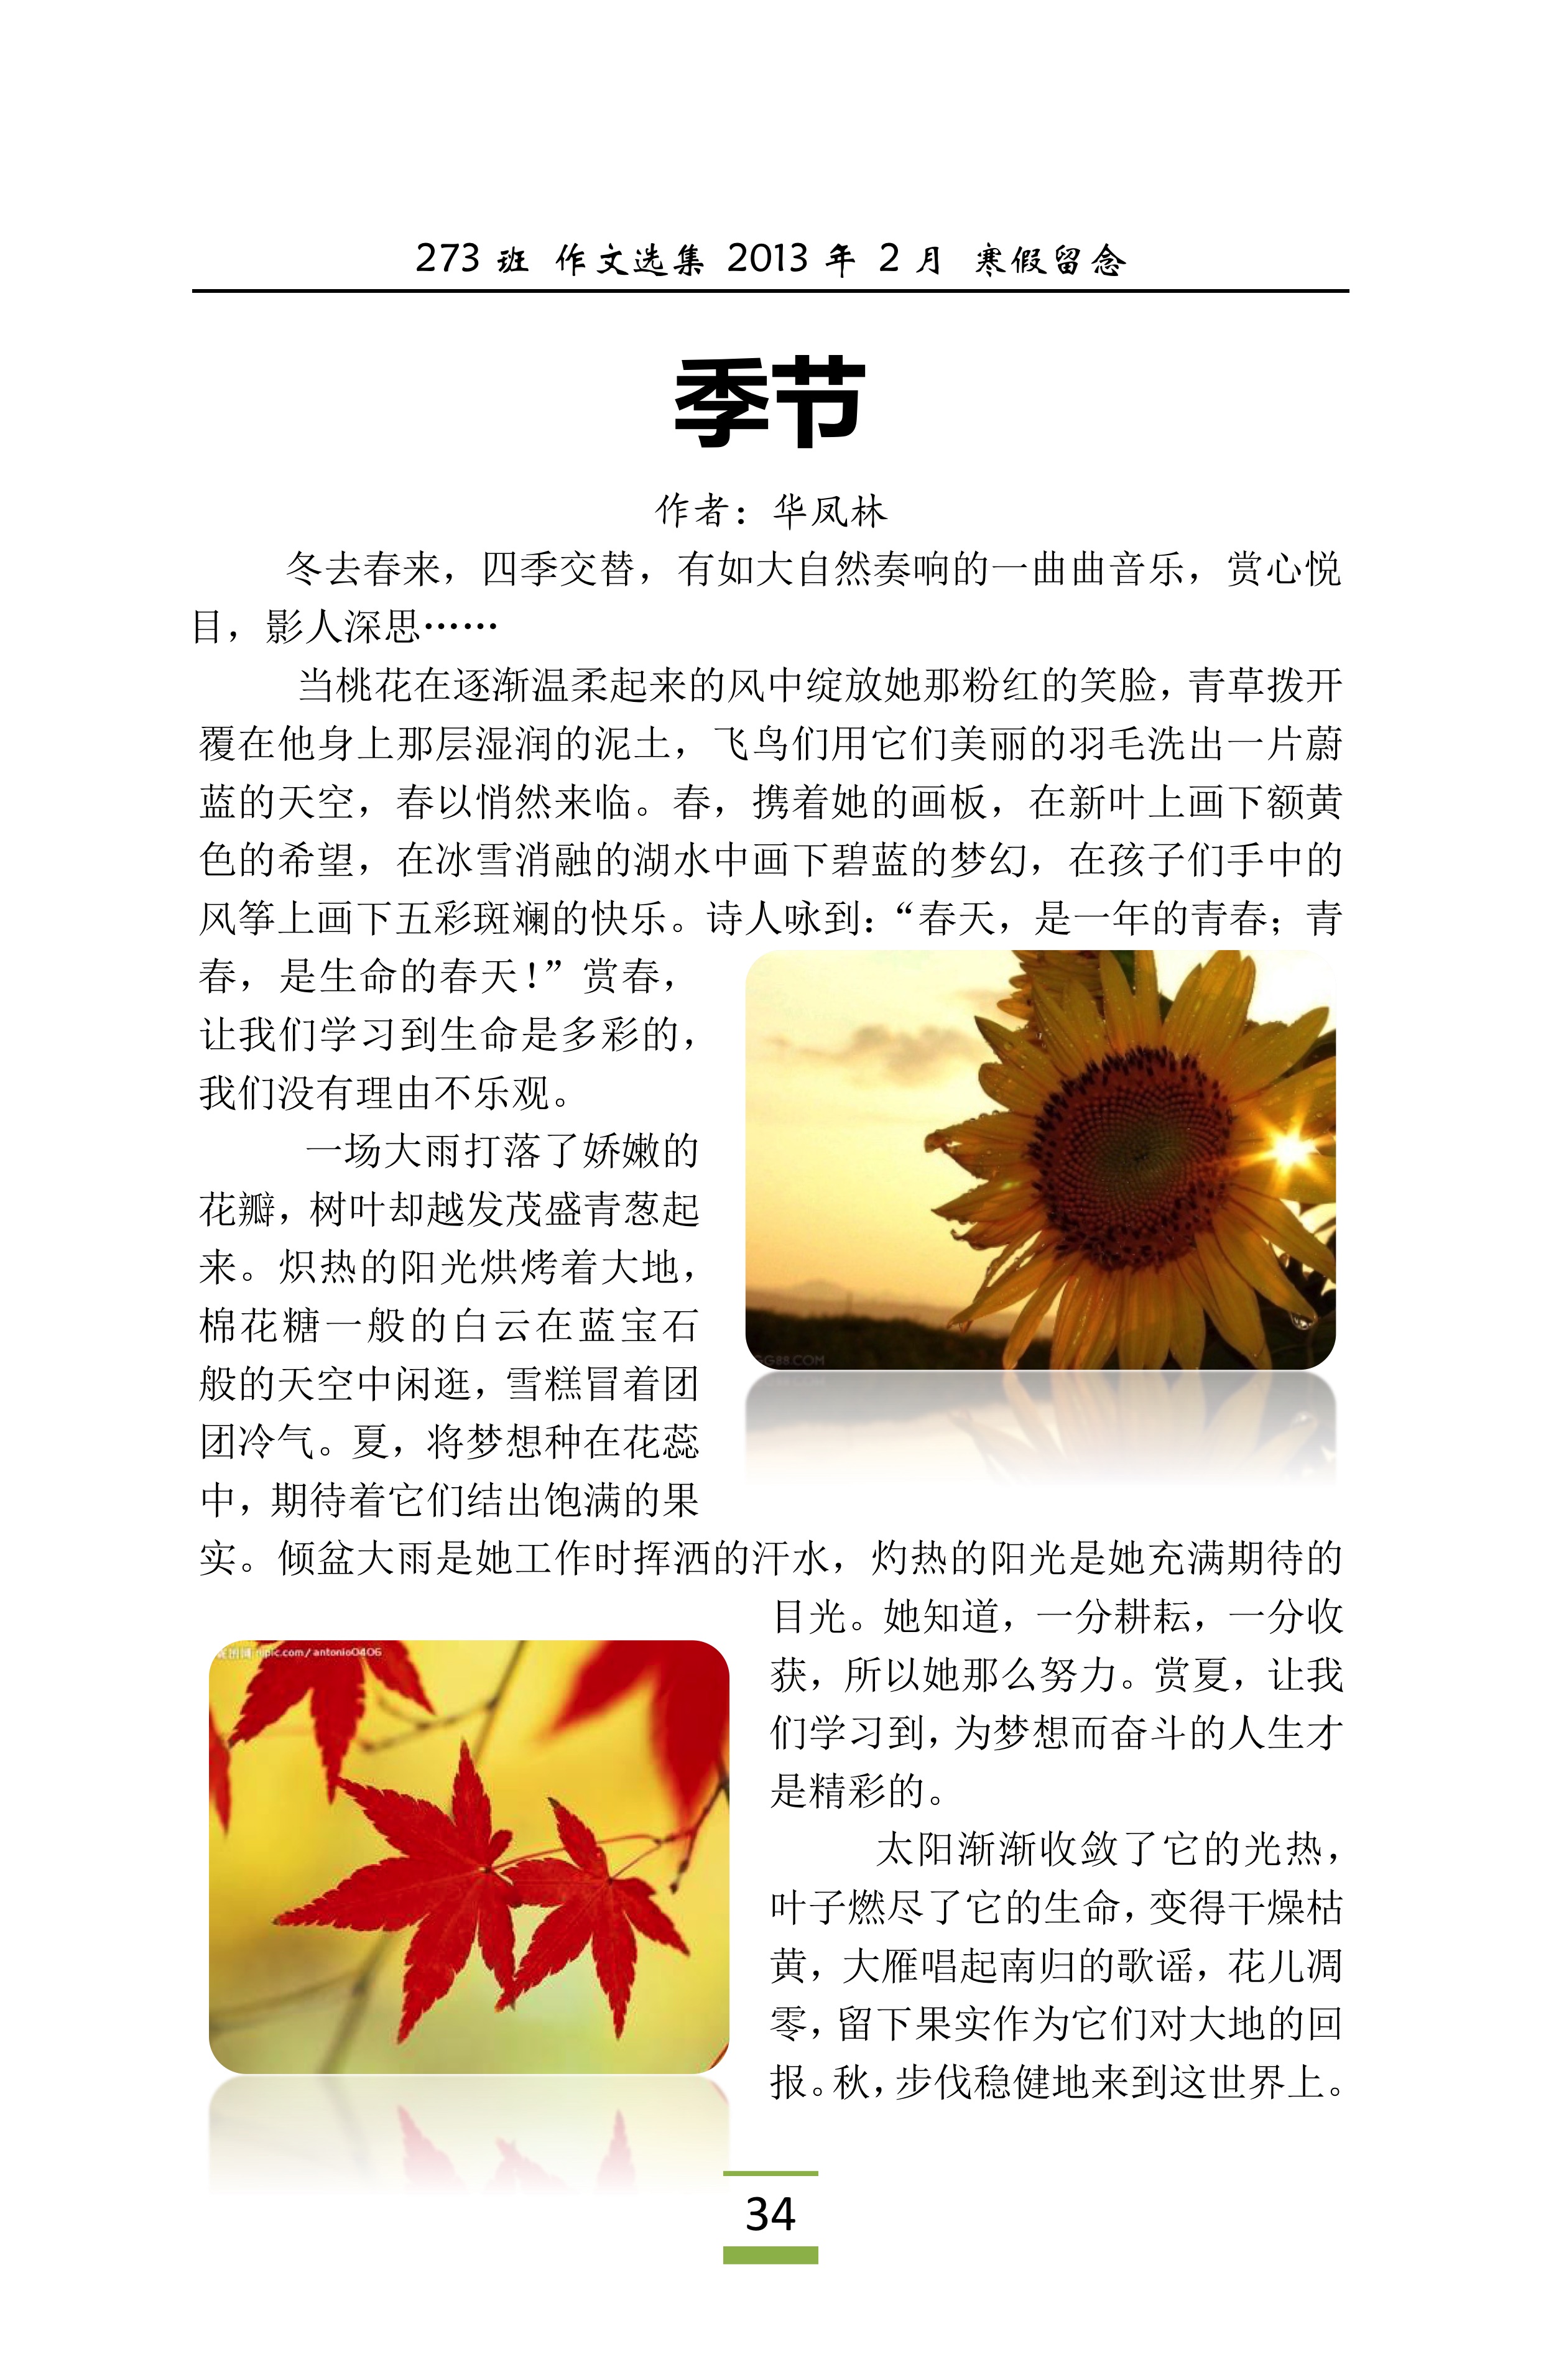 273 班 作文选集 2013 年 2 月 寒假留念
季节
作者：华凤林
冬去春来，四季交替，有如大自然奏响的一曲曲音乐，赏心悦
目，影人深思……
当桃花在逐渐温柔起来的风中绽放她那粉红的笑脸，青草拨开
覆在他身上那层湿润的泥土，飞鸟们用它们美丽的羽毛洗出一片蔚
蓝的天空，春以悄然来临。春，携着她的画板，在新叶上画下额黄
色的希望，在冰雪消融的湖水中画下碧蓝的梦幻，在孩子们手中的
风筝上画下五彩斑斓的快乐。诗人咏到：“春天，是一年的青春；青
春，是生命的春天！”赏春，
让我们学习到生命是多彩的，
我们没有理由不乐观。
一场大雨打落了娇嫩的
花瓣，树叶却越发茂盛青葱起
来。炽热的阳光烘烤着大地，
棉花糖一般的白云在蓝宝石
般的天空中闲逛，雪糕冒着团
团冷气。夏，将梦想种在花蕊
中，期待着它们结出饱满的果
实。倾盆大雨是她工作时挥洒的汗水，灼热的阳光是她充满期待的
目光。她知道，一分耕耘，一分收
获，所以她那么努力。赏夏，让我
们学习到，为梦想而奋斗的人生才
是精彩的。
太阳渐渐收敛了它的光热，
叶子燃尽了它的生命，变得干燥枯
黄，大雁唱起南归的歌谣，花儿凋
零，留下果实作为它们对大地的回
报。秋，步伐稳健地来到这世界上。
nipic.com/antonio0406
34